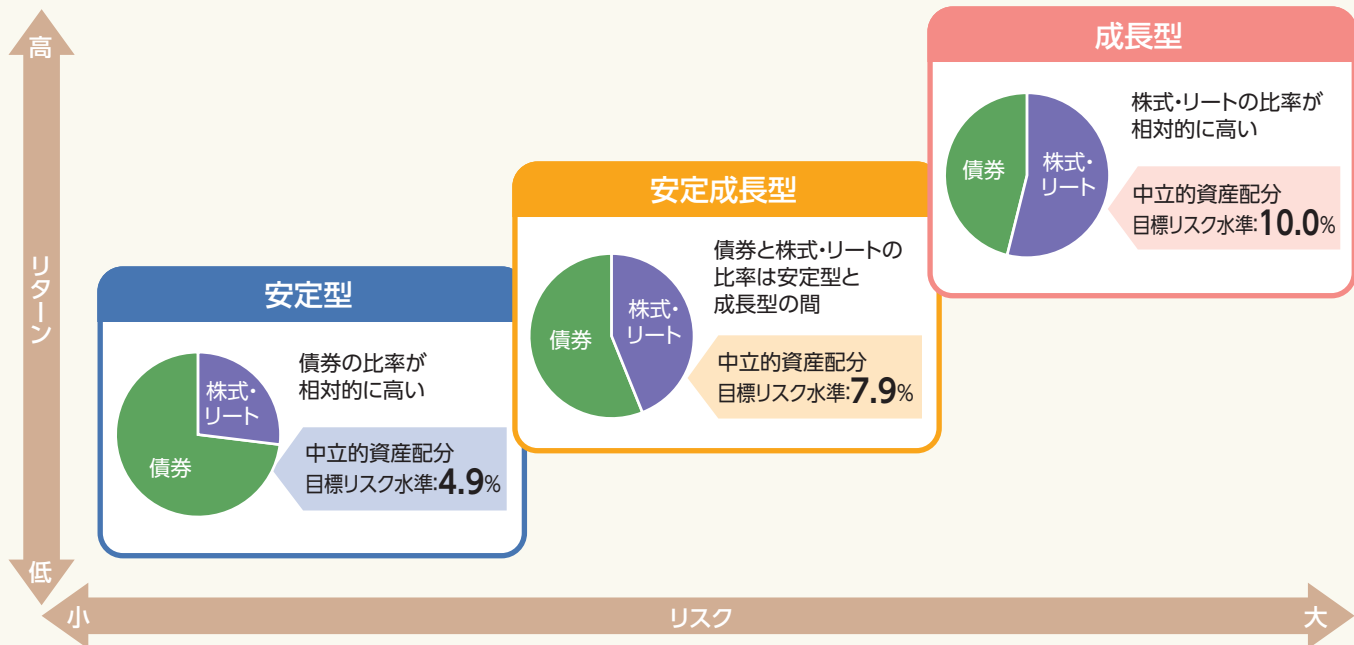 高
リターン
低
小
リスク
大
安定型
株式・
リート
債券
債券の比率が
相対的に高い
中立的資産配分
目標リスク水準:4.9%
安定成長型
株式・
リート
債券
債券と株式・リートの
比率は安定型と
成長型の間
中立的資産配分
目標リスク水準:7.9%
成長型
株式・
リート
債券
株式・リートの比率が
相対的に高い
中立的資産配分
目標リスク水準:10.0%